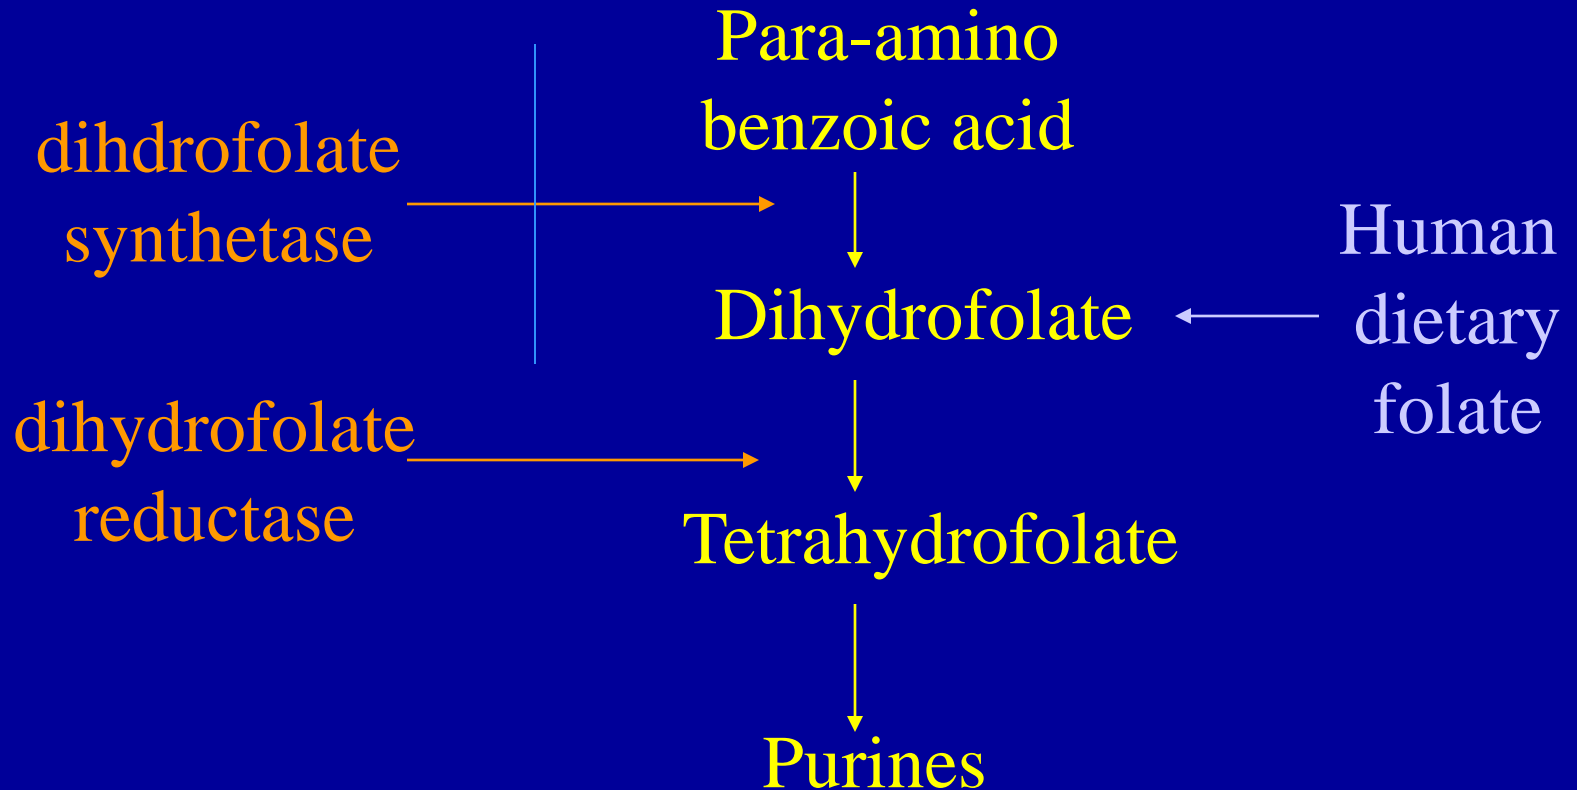 Para-amino
benzoic acid
dihdrofolate
synthetase
Human
dietary
folate
Dihydrofolate
dihydrofolate
reductase
Tetrahydrofolate
Purines